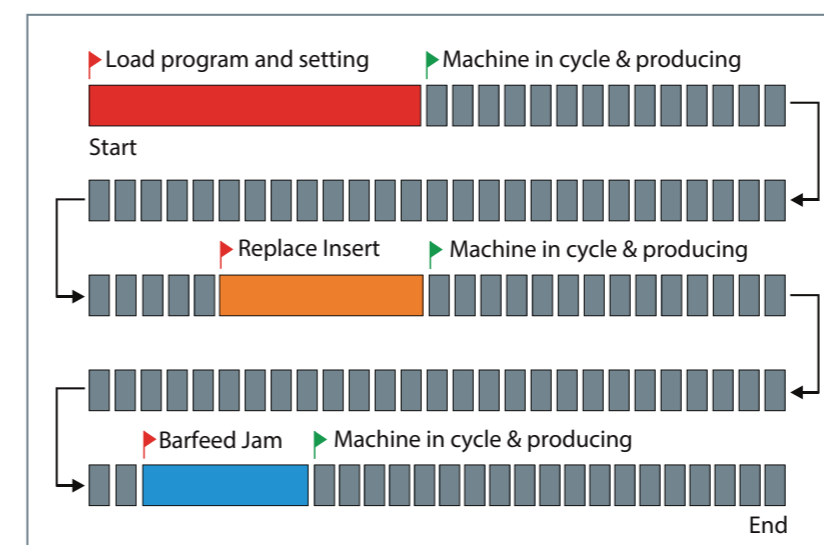 Load program and setting
Machine in cycle & producing
Start
Replace Insert
Machine in cycle & producing
Barfeed Jam
Machine in cycle & producing
End